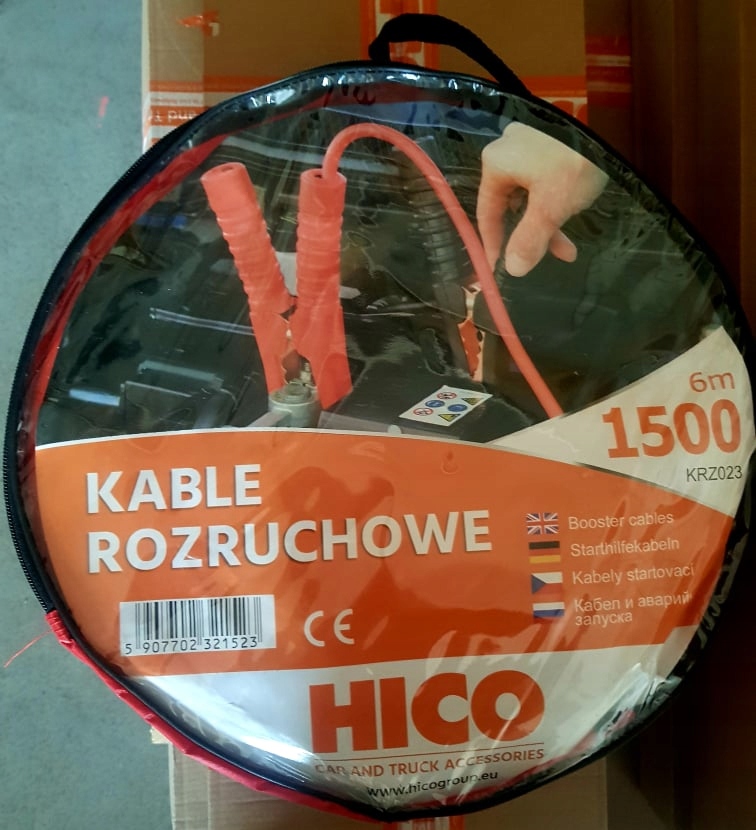 6m
1500
KRZ023
KABLE
ROZRUCHOWE
Booster cables
Starthilfekabeln
Kabely startovaci
Кабел и аварий
запуска
5 907702 321523
CE
HICO
CAR AND TRUCK ACCESSORIES
www.hicogroup.eu